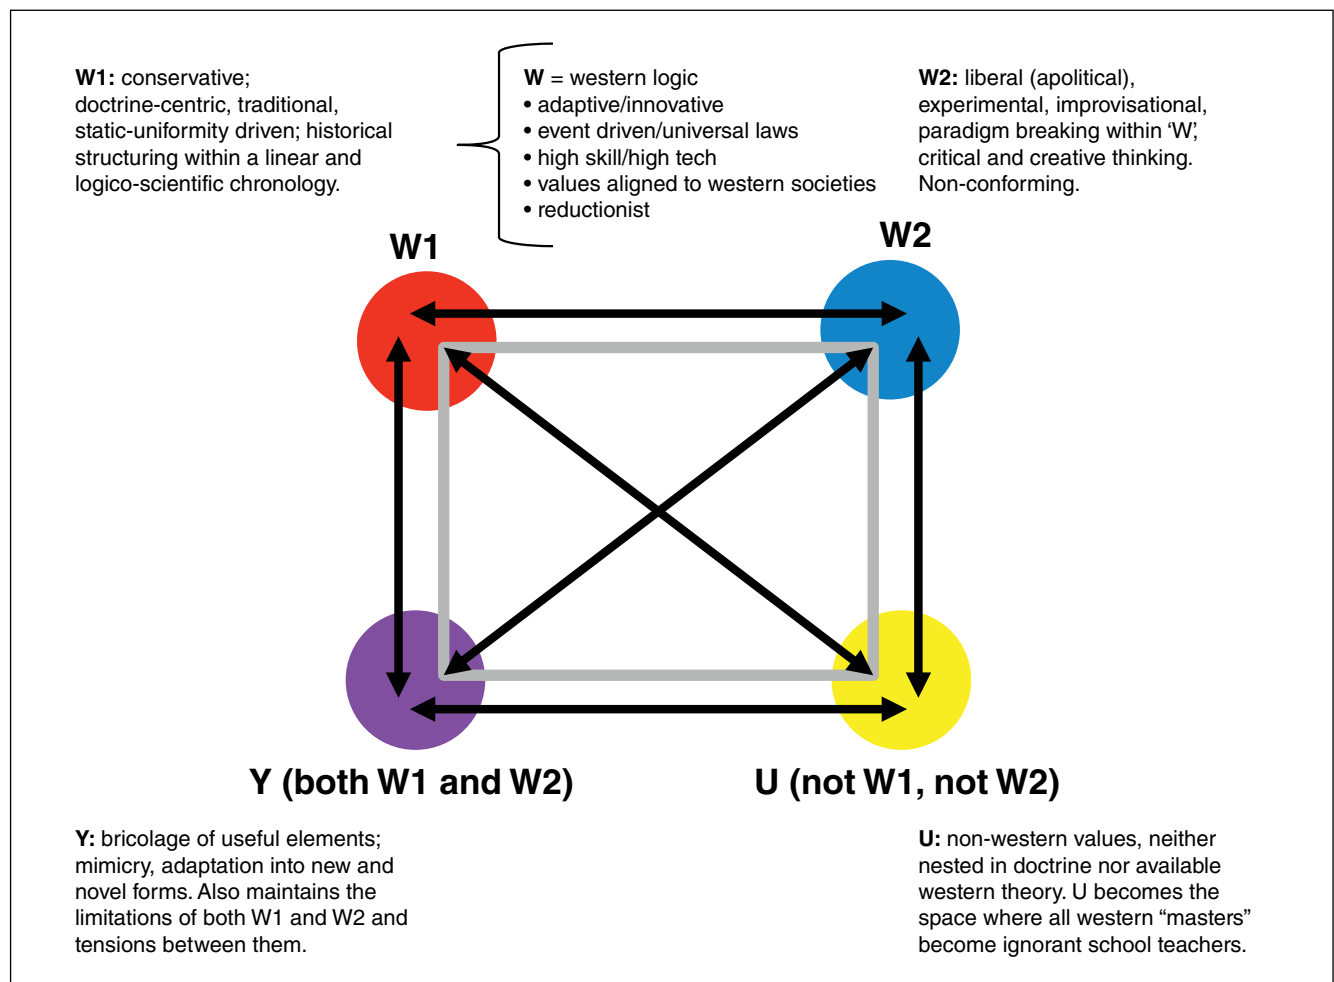 W1: conservative;
doctrine-centric, traditional,
static-uniformity driven; historical
structuring within a linear and
logico-scientific chronology.
W = western logic
• adaptive/innovative
• event driven/universal laws
• high skill/high tech
• values aligned to western societies
• reductionist
W2: liberal (apolitical),
experimental, improvisational,
paradigm breaking within ‘W’,
critical and creative thinking.
Non-conforming.
W1
W2
Y (both W1 and W2)
U (not W1, not W2)
Y: bricolage of useful elements;
mimicry, adaptation into new and
novel forms. Also maintains the
limitations of both W1 and W2 and
tensions between them.
U: non-western values, neither
nested in doctrine nor available
western theory. U becomes the
space where all western “masters”
become ignorant school teachers.